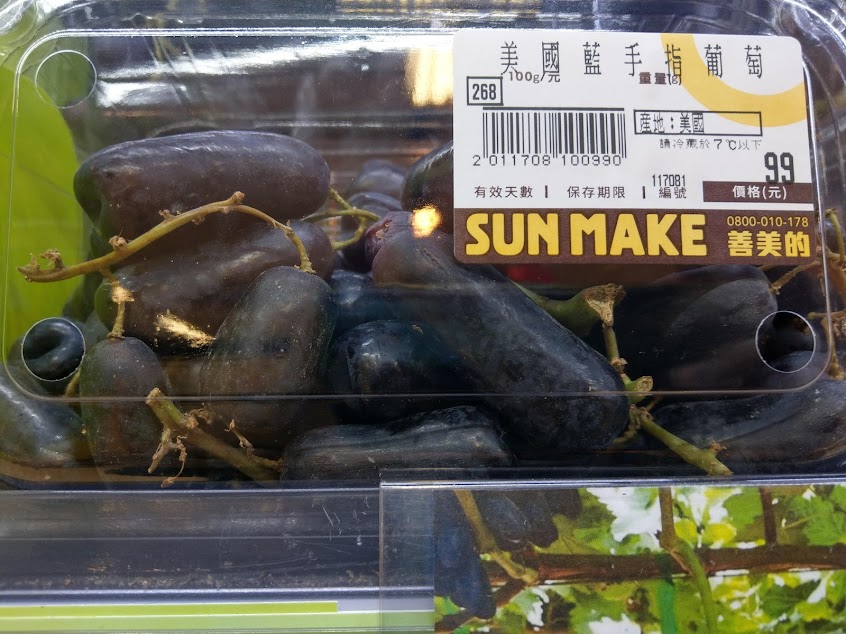 美國藍手指葡萄
100g/元 重量(g)
268
產地:美國
請冷藏於7℃以下
2 011708 100990
99
117081
有效天數 保存期限 編號 價格(元)
SUN MAKE 0800-010-178
善美的